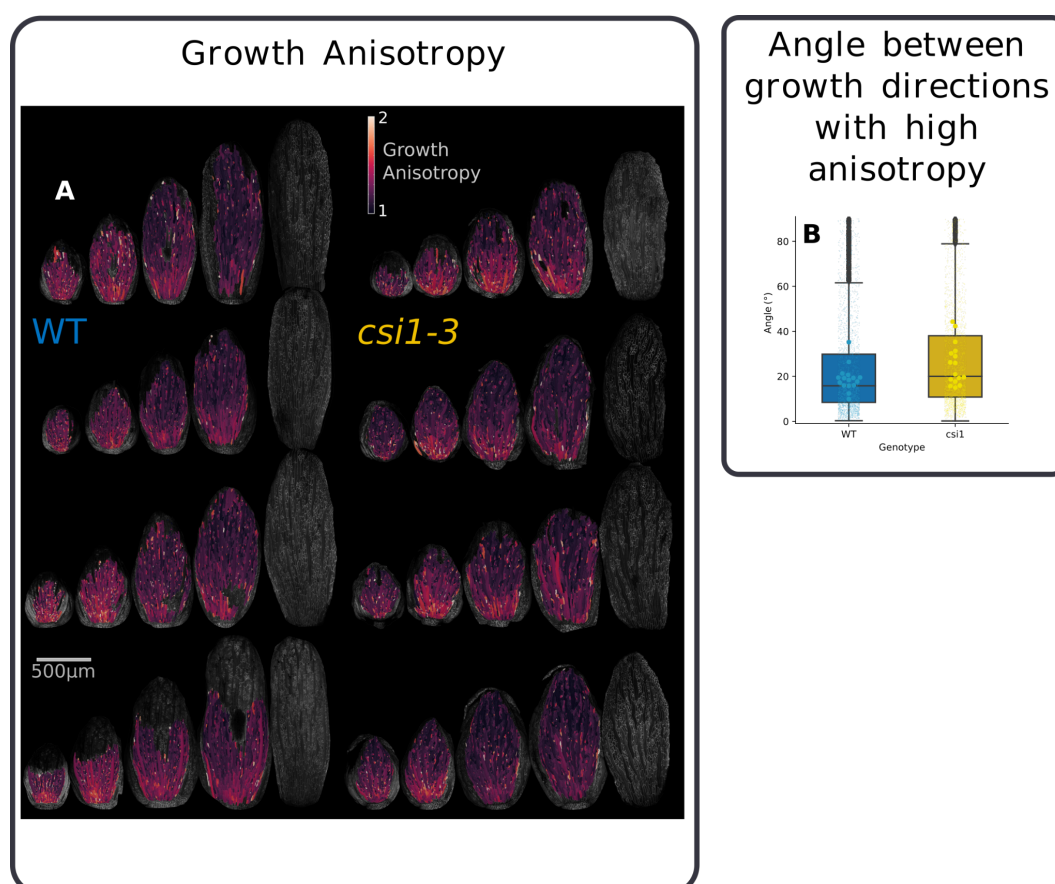 Growth Anisotropy
2
Growth
Anisotropy
1
A
WT
csi1-3
500µm
Angle between
growth directions
with high
anisotropy
B
80
60
40
20
0
Angle (°)
WT
csi1
Genotype